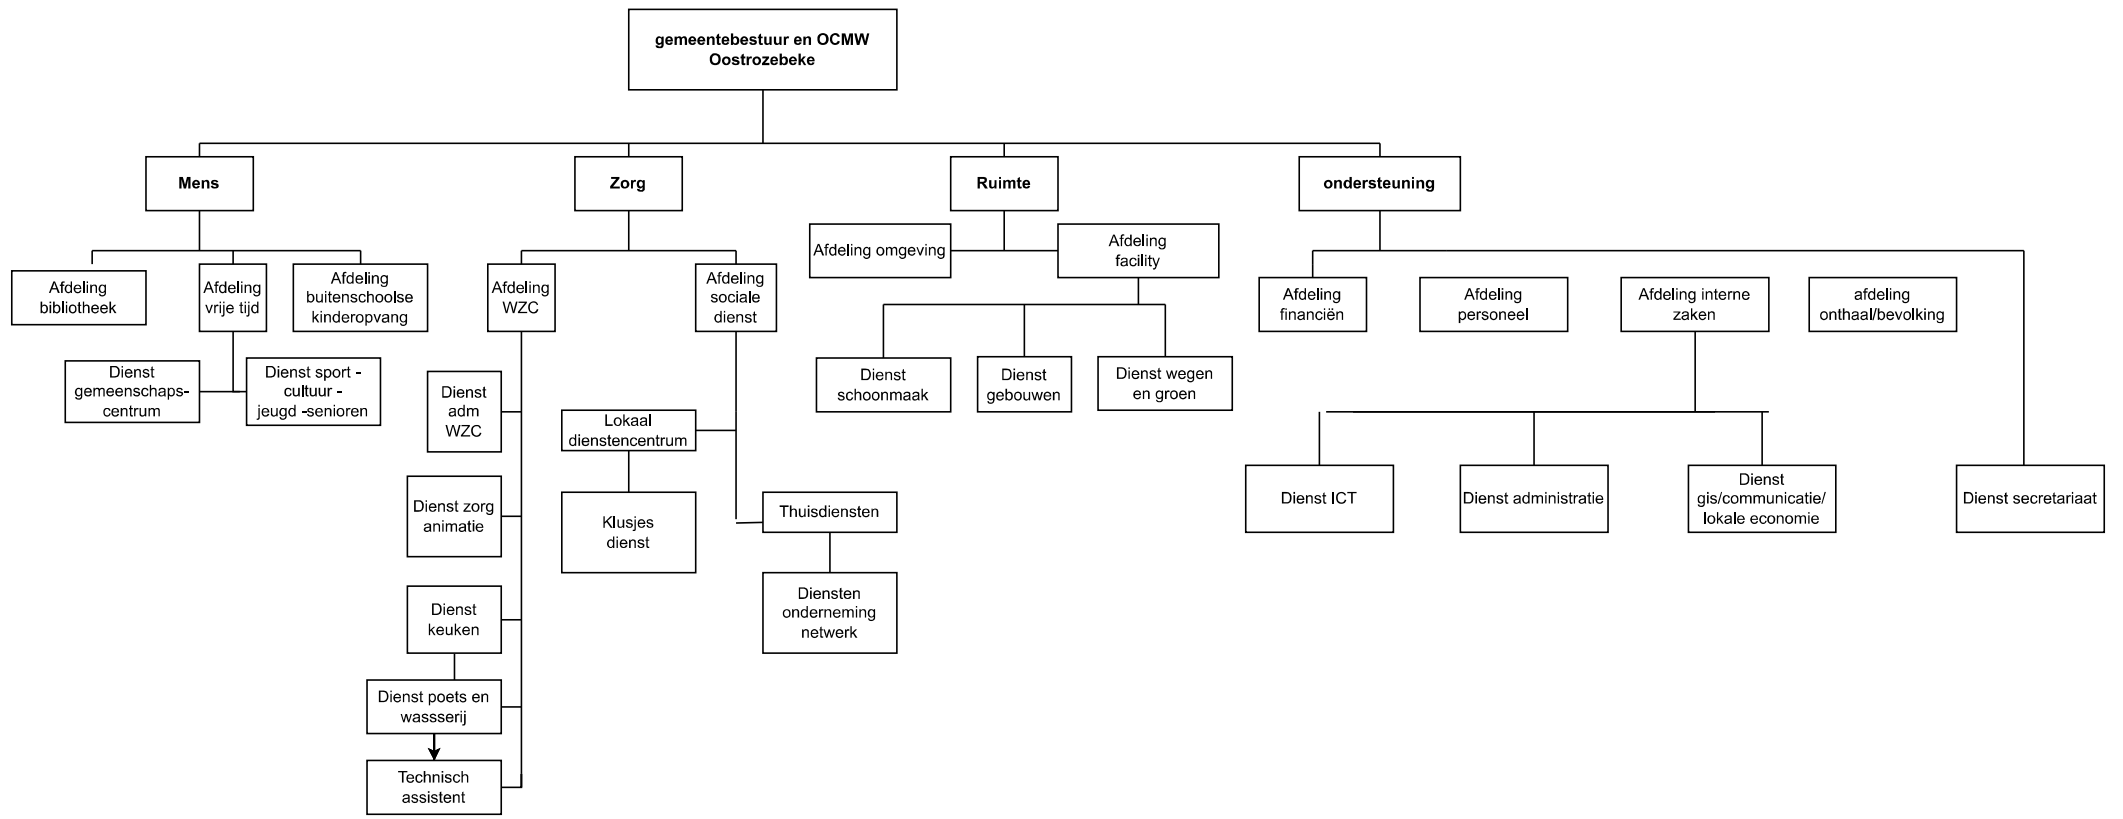 gemeentebestuur en OCMW
Oostrozebeke
Mens
Zorg
Ruimte
ondersteuning
Afdeling
bibliotheek
Afdeling
vrije tijd
Afdeling
buitenschoolse
kinderopvang
Afdeling
WZC
Afdeling
sociale
dienst
Afdeling omgeving
Afdeling
facility
Afdeling
financiën
Afdeling
personeel
Afdeling interne
zaken
afdeling
onthaal/bevolking
Dienst
gemeenschaps-
centrum
Dienst sport -
cultuur -
jeugd -senioren
Dienst
adm
WZC
Dienst zorg
animatie
Dienst
keuken
Dienst poets en
wassserij
Technisch
assistent
Lokaal
dienstencentrum
Klusjes
dienst
Thuisdiensten
Diensten
onderneming
netwerk
Dienst
schoonmaak
Dienst
gebouwen
Dienst wegen
en groen
Dienst ICT
Dienst administratie
Dienst
gis/communicatie/
lokale economie
Dienst secretariaat